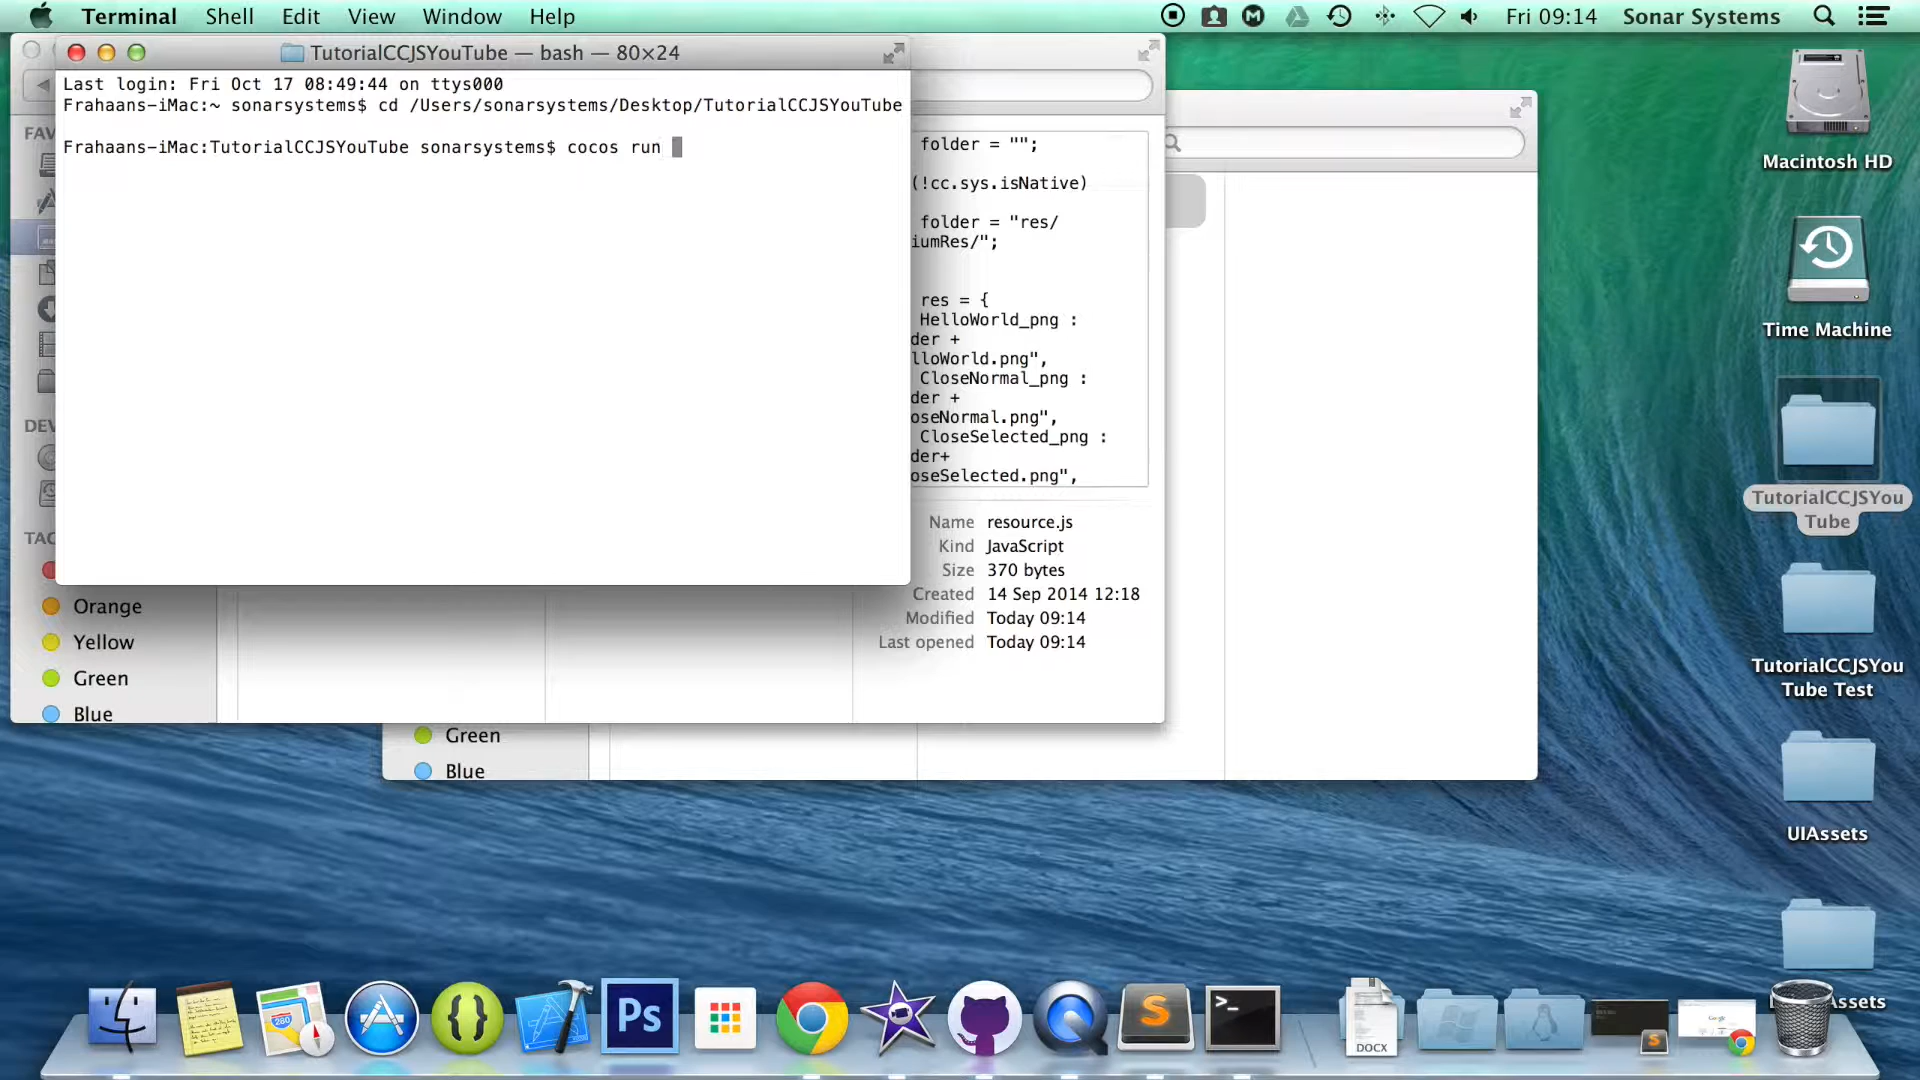 Terminal Shell Edit View Window Help Fri 09:14 Sonar Systems
TutorialCCJSYouTube — bash — 80×24
Last login: Fri Oct 17 08:49:44 on ttys000
Frahaans-iMac:~ sonarsystems$ cd /Users/sonarsystems/Desktop/TutorialCCJSYouTube
Frahaans-iMac:TutorialCCJSYouTube sonarsystems$ cocos run
FAV
DEV
TAG
Orange
Yellow
Green
Blue
folder = "";
(!cc.sys.isNative)
folder = "res/
iumRes/";
res = {
HelloWorld_png :
der +
lloWorld.png",
CloseNormal_png :
der +
oseNormal.png",
CloseSelected_png :
der+
oseSelected.png",
Name resource.js
Kind JavaScript
Size 370 bytes
Created 14 Sep 2014 12:18
Modified Today 09:14
Last opened Today 09:14
Green
Blue
Macintosh HD
Time Machine
TutorialCCJSYou
Tube
TutorialCCJSYou
Tube Test
UIAssets
Assets
Ps
S
>_
DOCX